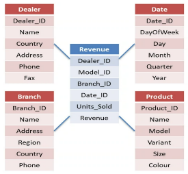 Dealer
Dealer_ID
Name
Country
Address
Phone
Fax
Date
Date_ID
DayOfWeek
Day
Month
Quarter
Year
Revenue
Dealer_ID
Model_ID
Branch_ID
Date_ID
Units_Sold
Revenue
Branch
Branch_ID
Name
Address
Region
Country
Phone
Product
Product_ID
Name
Model
Variant
Size
Colour